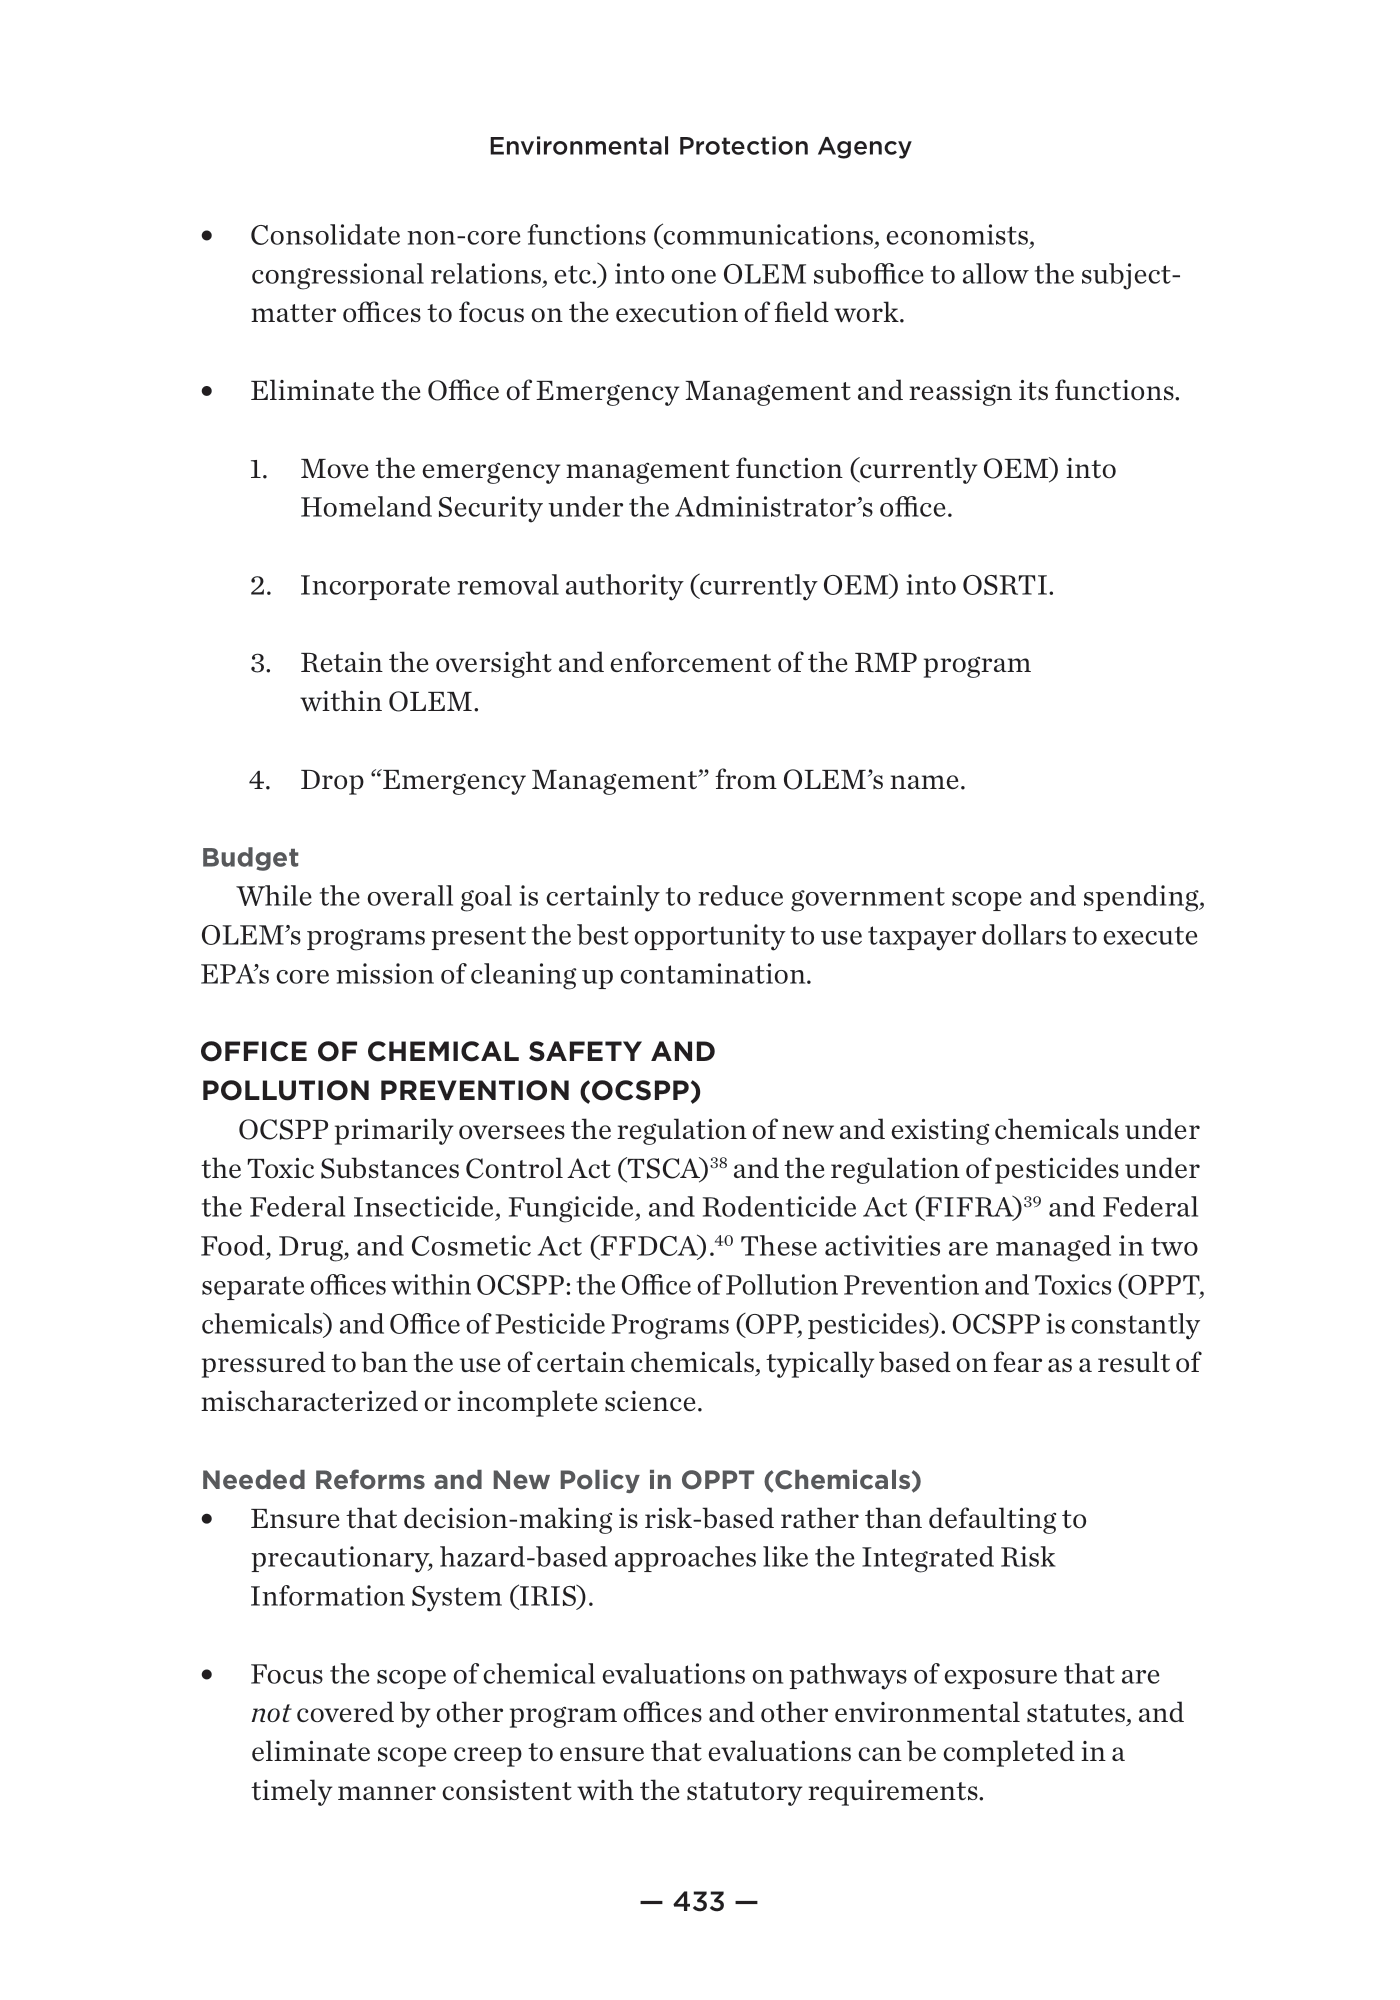 Environmental Protection Agency
• Consolidate non-core functions (communications, economists,
congressional relations, etc.) into one OLEM suboffice to allow the subject-
matter offices to focus on the execution of field work.
• Eliminate the Office of Emergency Management and reassign its functions.
1. Move the emergency management function (currently OEM) into
Homeland Security under the Administrator’s office.
2. Incorporate removal authority (currently OEM) into OSRTI.
3. Retain the oversight and enforcement of the RMP program
within OLEM.
4. Drop “Emergency Management” from OLEM’s name.
Budget
While the overall goal is certainly to reduce government scope and spending,
OLEM’s programs present the best opportunity to use taxpayer dollars to execute
EPA’s core mission of cleaning up contamination.
OFFICE OF CHEMICAL SAFETY AND
POLLUTION PREVENTION (OCSPP)
OCSPP primarily oversees the regulation of new and existing chemicals under
the Toxic Substances Control Act (TSCA)³⁸ and the regulation of pesticides under
the Federal Insecticide, Fungicide, and Rodenticide Act (FIFRA)³⁹ and Federal
Food, Drug, and Cosmetic Act (FFDCA).⁴⁰ These activities are managed in two
separate offices within OCSPP: the Office of Pollution Prevention and Toxics (OPPT,
chemicals) and Office of Pesticide Programs (OPP, pesticides). OCSPP is constantly
pressured to ban the use of certain chemicals, typically based on fear as a result of
mischaracterized or incomplete science.
Needed Reforms and New Policy in OPPT (Chemicals)
• Ensure that decision-making is risk-based rather than defaulting to
precautionary, hazard-based approaches like the Integrated Risk
Information System (IRIS).
• Focus the scope of chemical evaluations on pathways of exposure that are
not covered by other program offices and other environmental statutes, and
eliminate scope creep to ensure that evaluations can be completed in a
timely manner consistent with the statutory requirements.
— 433 —